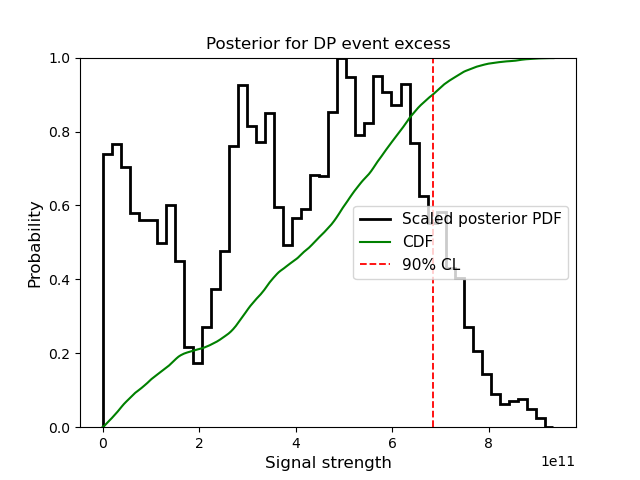 Posterior for DP event excess
1.0
0.8
0.6
0.4
0.2
0.0
Probability
Scaled posterior PDF
CDF
90% CL
0 2 4 6 8
1e11
Signal strength